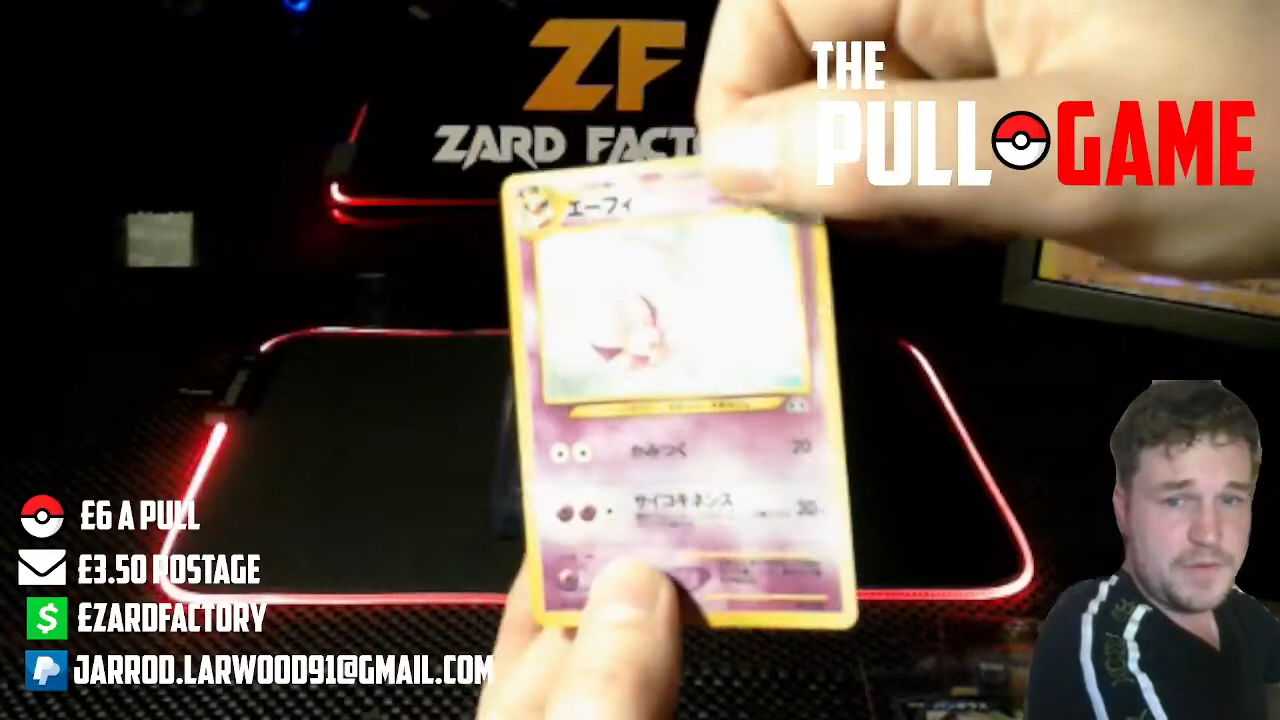 ZF
ZARD FACTO
THE
PULL GAME
エーフィ
かみつく 20
サイコキネシス 30
£6 A PULL
£3.50 POSTAGE
£ZARDFACTORY
JARROD.LARWOOD91@GMAIL.COM